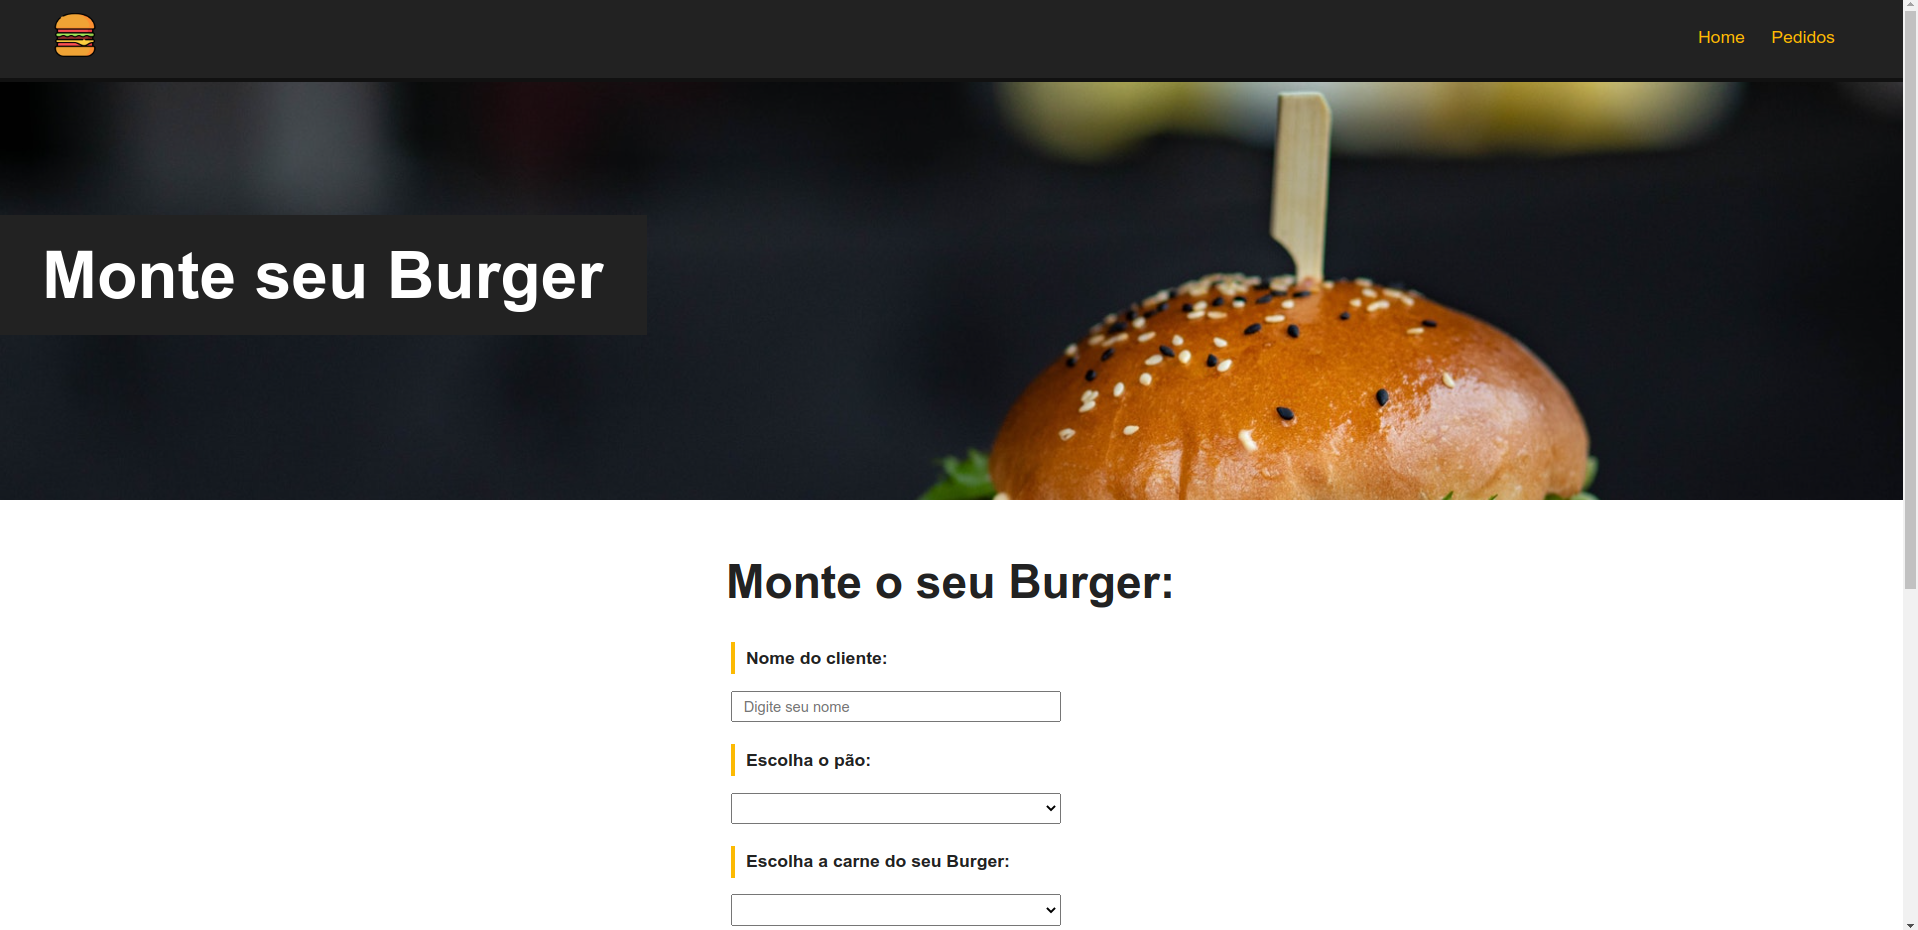 Home Pedidos
Monte seu Burger
Monte o seu Burger:
Nome do cliente:
Digite seu nome
Escolha o pão:
Escolha a carne do seu Burger: